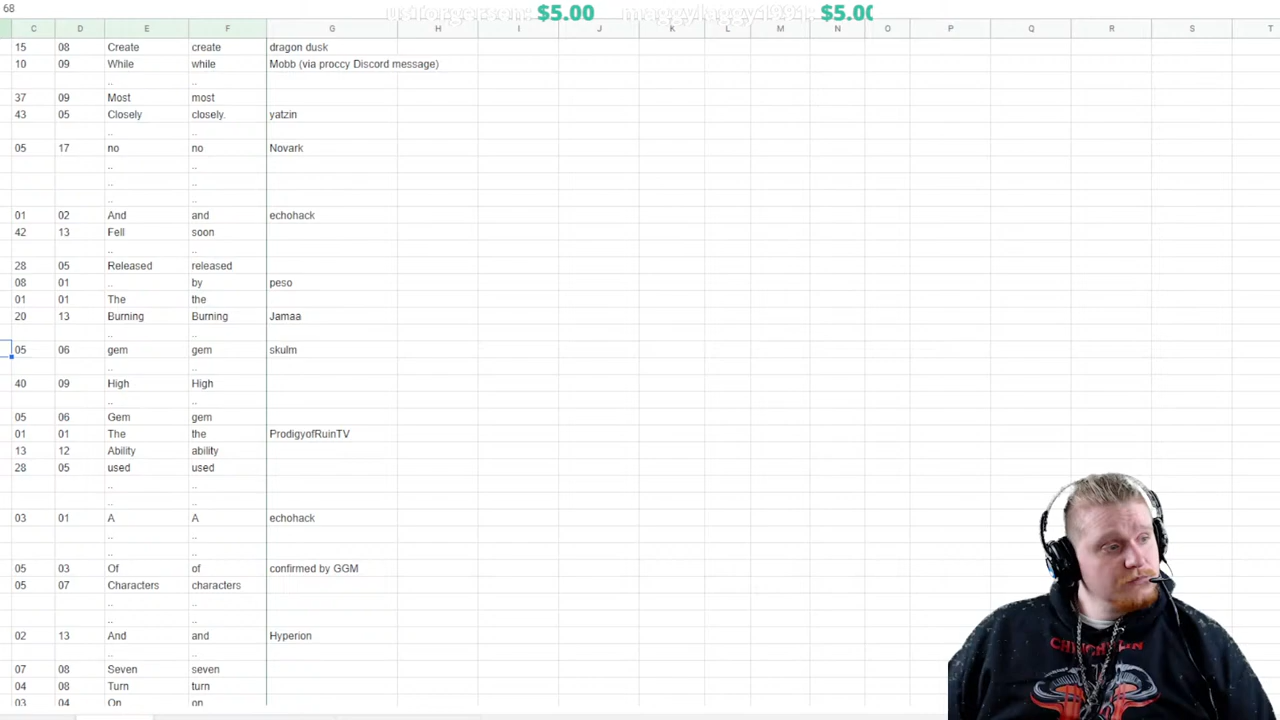 68
ustorgerson: $5.00 maggylaggy1991: $5.00
C D E F G H I J K L M N O P Q R S T
15 08 Create create dragon dusk
10 09 While while Mobb (via proccy Discord message)
.. ..
37 09 Most most
43 05 Closely closely. yatzin
.. ..
05 17 no no Novark
.. ..
.. ..
.. ..
01 02 And and echohack
42 13 Fell soon
.. ..
28 05 Released released
08 01 .. by peso
01 01 The the
20 13 Burning Burning Jamaa
.. ..
05 06 gem gem skulm
.. ..
40 09 High High
.. ..
05 06 Gem gem
01 01 The the ProdigyofRuinTV
13 12 Ability ability
28 05 used used
.. ..
.. ..
03 01 A A echohack
.. ..
.. ..
05 03 Of of confirmed by GGM
05 07 Characters characters
.. ..
.. ..
02 13 And and Hyperion
.. ..
07 08 Seven seven
04 08 Turn turn
03 04 On on